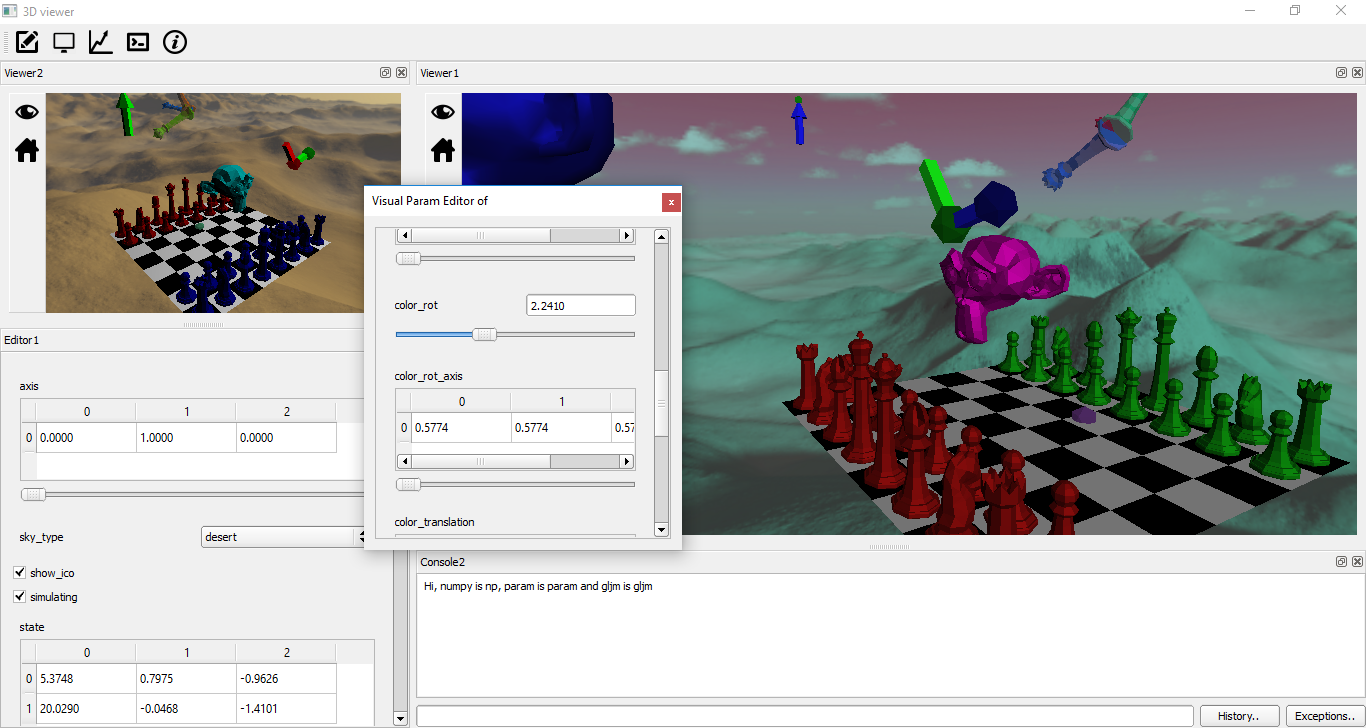 3D viewer
Viewer2
Viewer1
Visual Param Editor of
x
color_rot 2.2410
color_rot_axis
0 1
0 0.5774 0.5774 0.57
color_translation
Editor1
axis
0 1 2
0 0.0000 1.0000 0.0000
sky_type desert
show_ico
simulating
state
0 1 2
0 5.3748 0.7975 -0.9626
1 20.0290 -0.0468 -1.4101
Console2
Hi, numpy is np, param is param and gljm is gljm
History..
Exceptions..